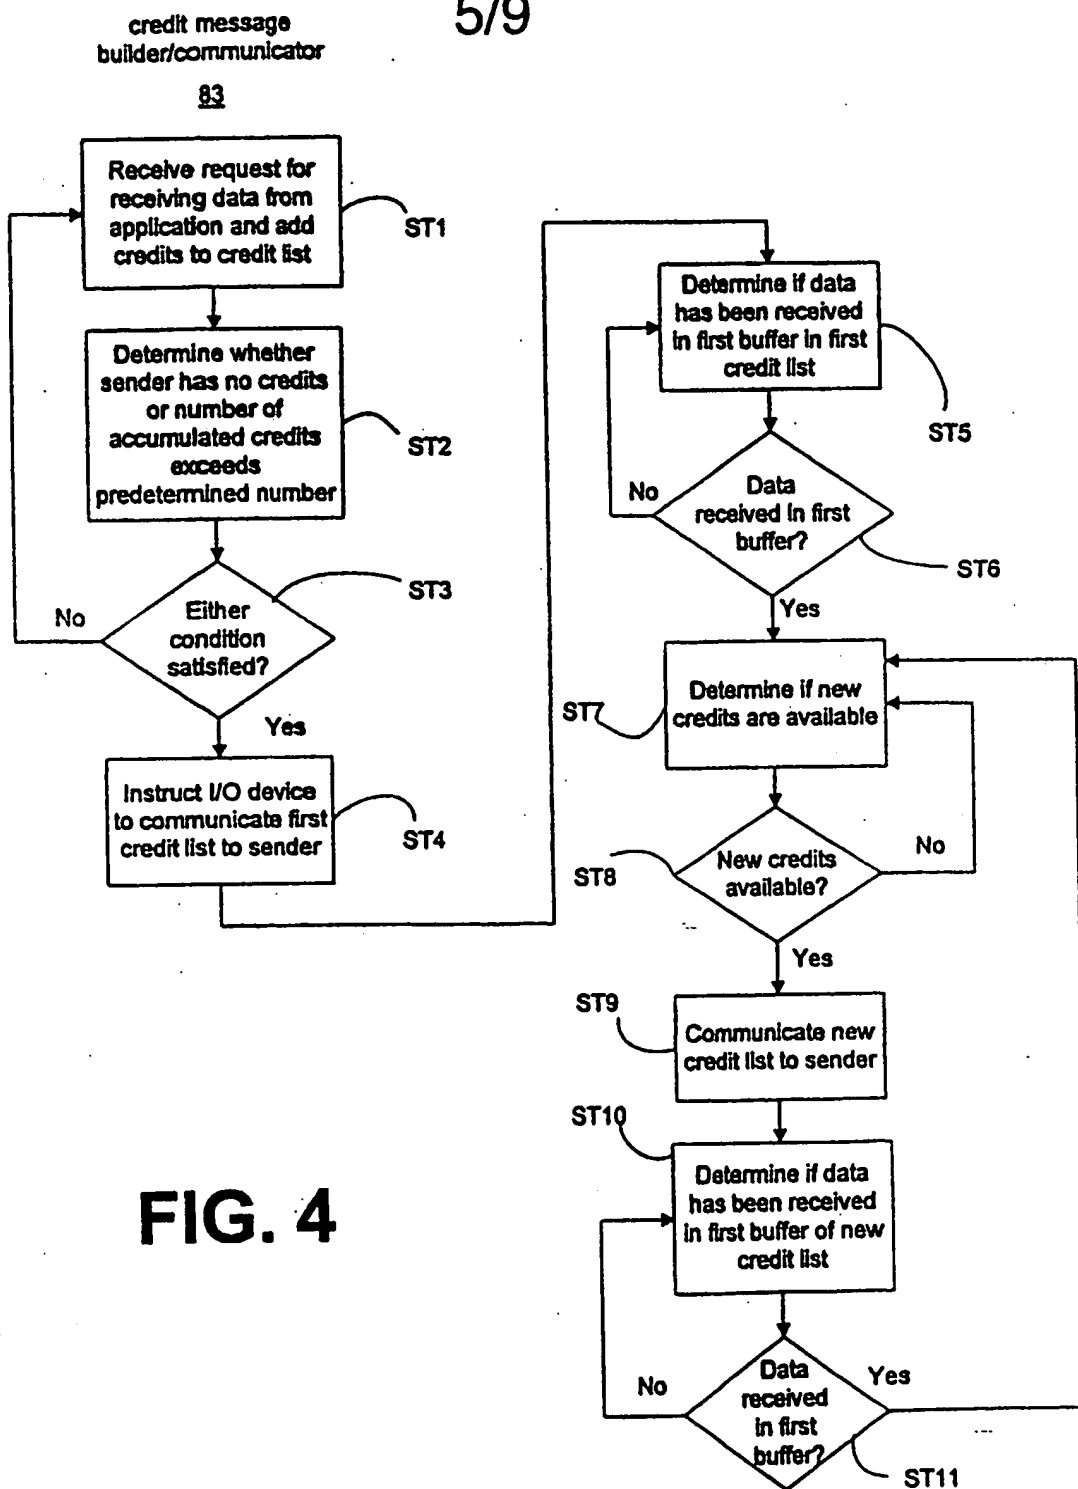 5/9
credit message
builder/communicator
83
Receive request for
receiving data from
application and add
credits to credit list
ST1
Determine whether
sender has no credits
or number of
accumulated credits
exceeds
predetermined number
ST2
Either
condition
satisfied?
ST3
No
Yes
Instruct I/O device
to communicate first
credit list to sender
ST4
Determine if data
has been received
in first buffer in first
credit list
ST5
Data
received in first
buffer?
ST6
No
Yes
Determine if new
credits are available
ST7
New credits
available?
ST8
No
Yes
Communicate new
credit list to sender
ST9
Determine if data
has been received
in first buffer of new
credit list
ST10
Data
received
in first
buffer?
ST11
No
Yes
FIG. 4